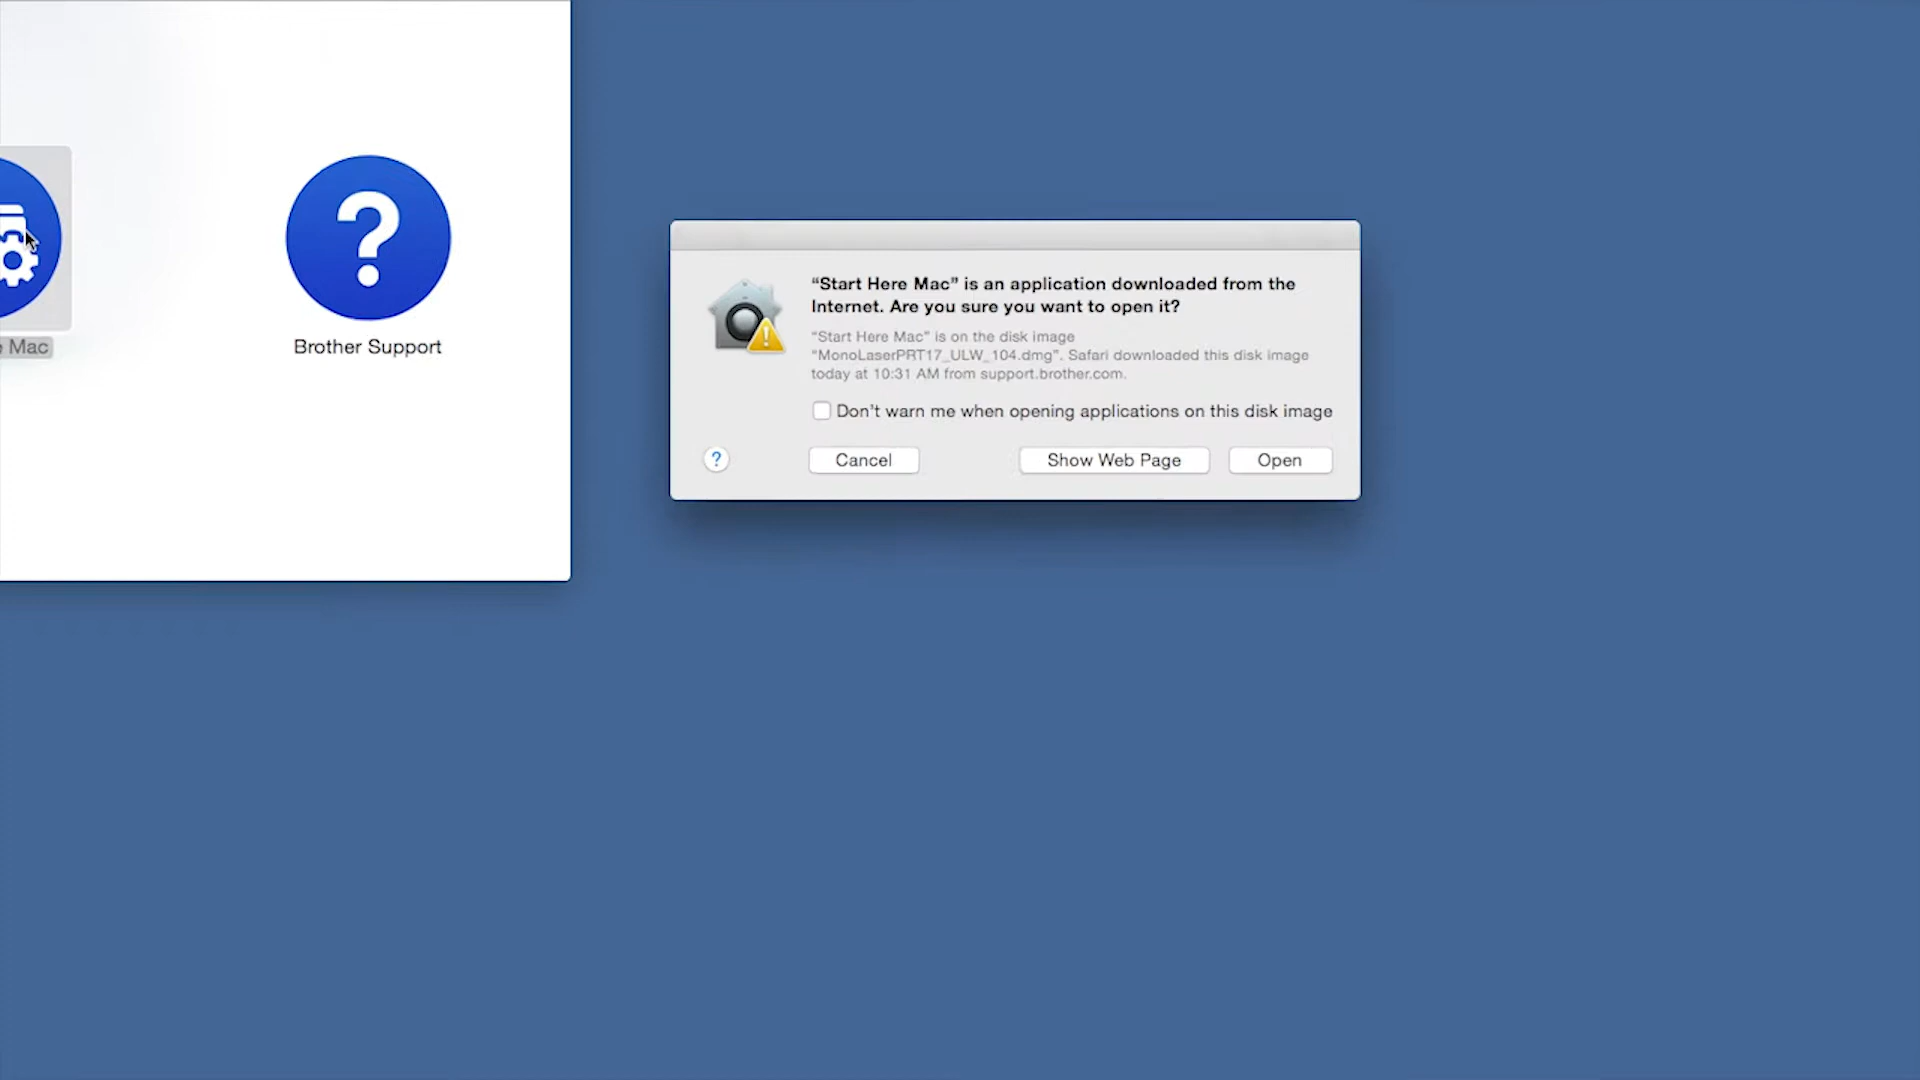 “Start Here Mac” is an application downloaded from the
Internet. Are you sure you want to open it?
“Start Here Mac” is on the disk image
“MonoLaserPRT17_ULW_104.dmg”. Safari downloaded this disk image
today at 10:31 AM from support.brother.com.
Don’t warn me when opening applications on this disk image
? Cancel Show Web Page Open
?
Mac
Brother Support